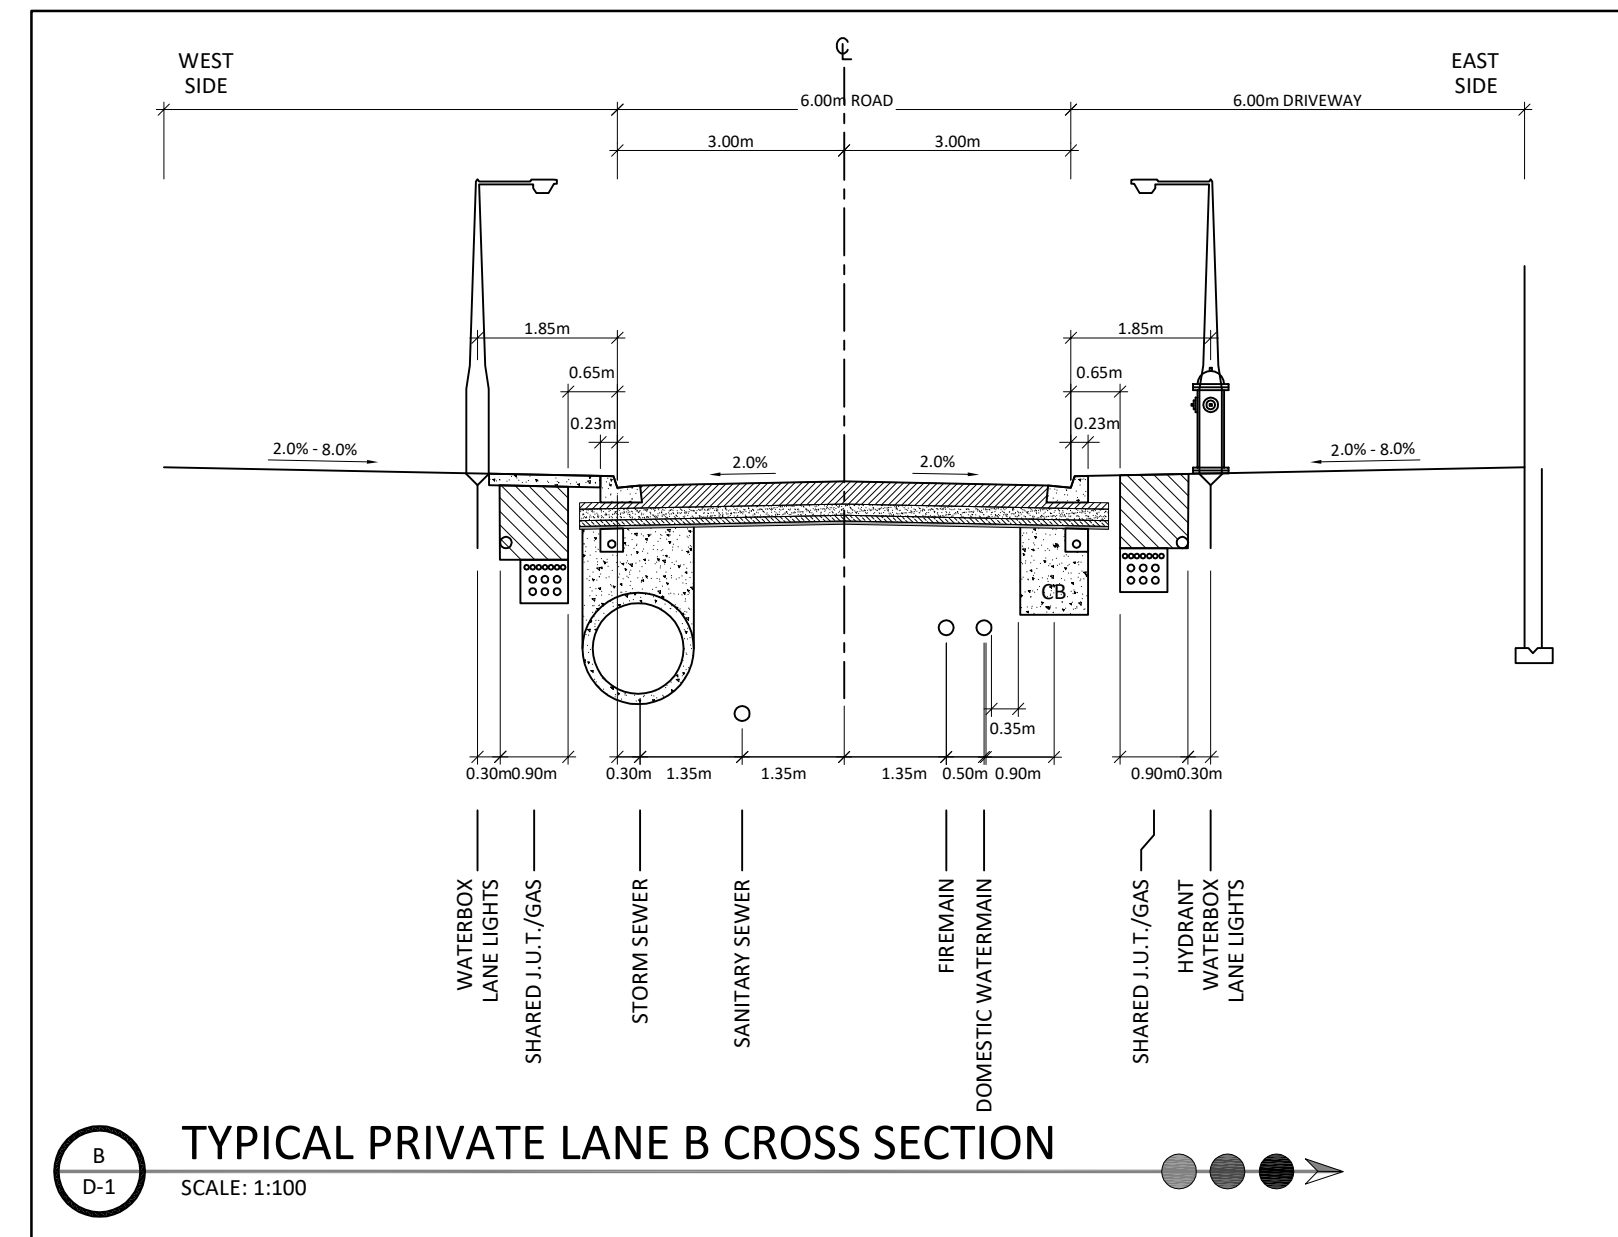 WEST
SIDE
℄
EAST
SIDE
6.00m ROAD
6.00m DRIVEWAY
3.00m
3.00m
1.85m
1.85m
0.65m
0.65m
0.23m
0.23m
2.0% - 8.0%
2.0%
2.0%
2.0% - 8.0%
CB
0.35m
0.30m
0.90m
0.30m
1.35m
1.35m
1.35m
0.50m
0.90m
0.90m
0.30m
WATERBOX
LANE LIGHTS
SHARED J.U.T./GAS
STORM SEWER
SANITARY SEWER
FIREMAIN
DOMESTIC WATERMAIN
SHARED J.U.T./GAS
HYDRANT
WATERBOX
LANE LIGHTS
B
D-1
TYPICAL PRIVATE LANE B CROSS SECTION
SCALE: 1:100